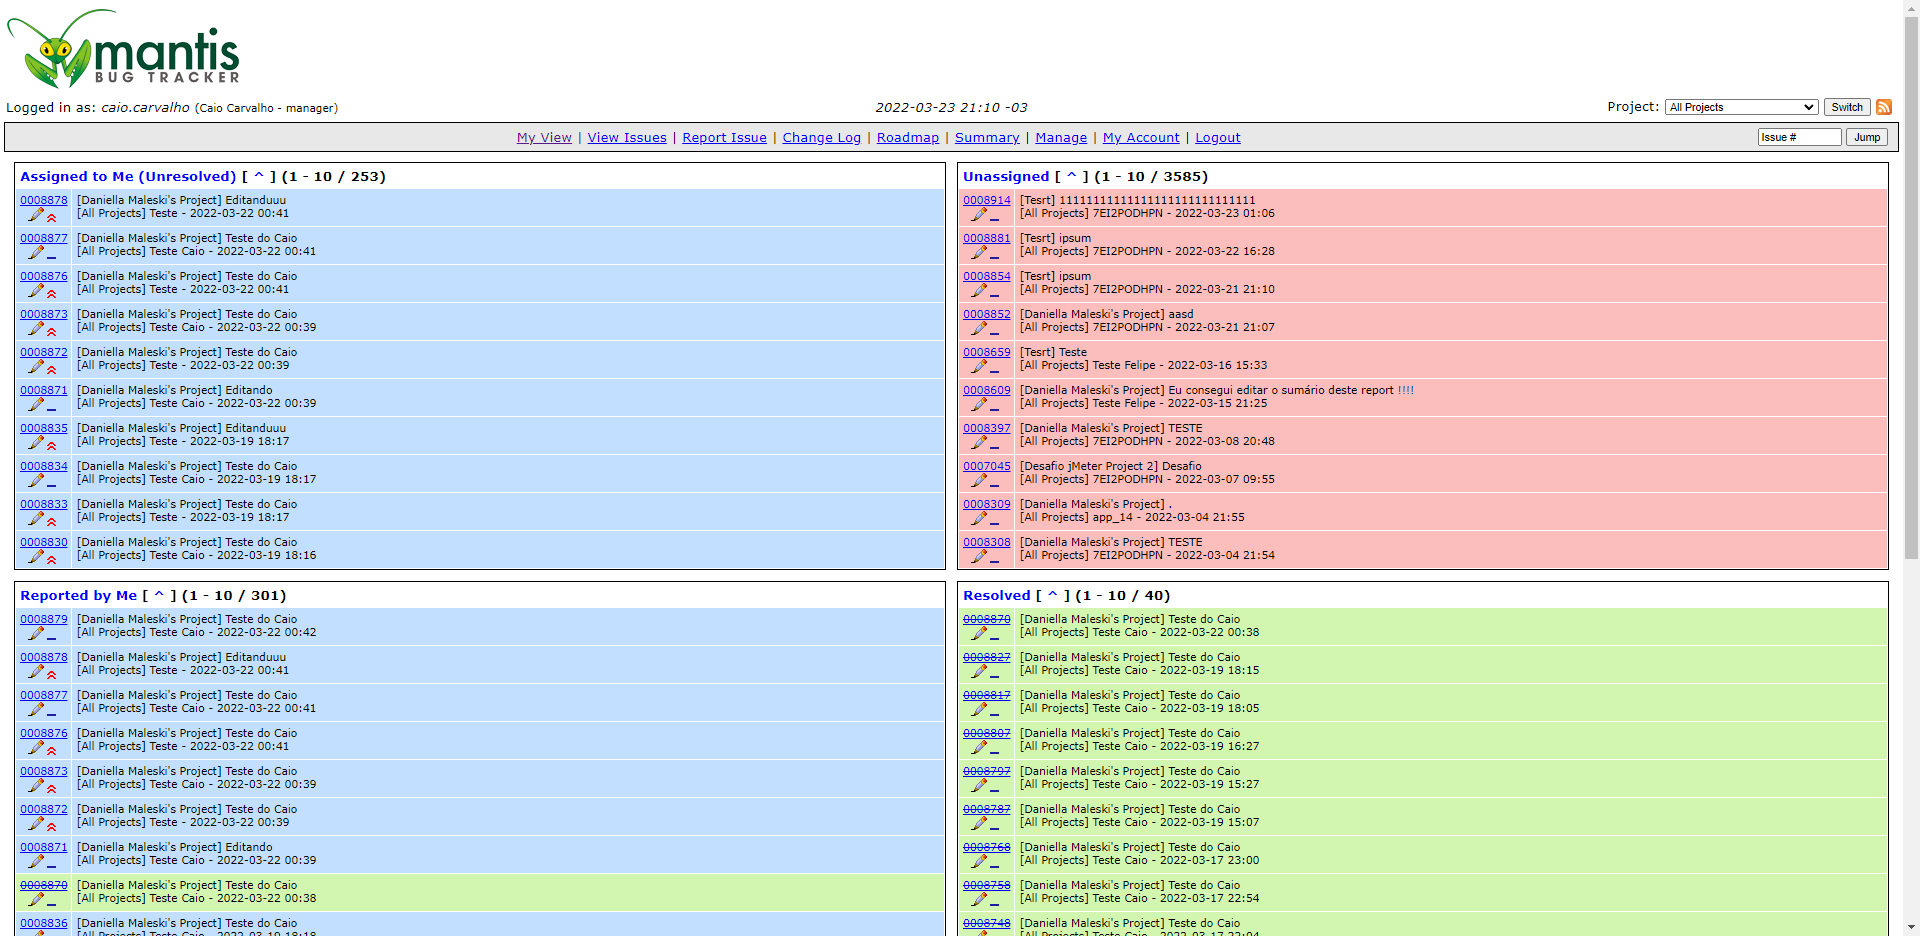 mantis
BUG TRACKER
Logged in as: caio.carvalho (Caio Carvalho - manager)
2022-03-23 21:10 -03
Project: All Projects Switch
My View | View Issues | Report Issue | Change Log | Roadmap | Summary | Manage | My Account | Logout
Issue # Jump
Assigned to Me (Unresolved) [ ^ ] (1 - 10 / 253)
0008878 [Daniella Maleski's Project] Editanduuu
[All Projects] Teste - 2022-03-22 00:41
0008877 [Daniella Maleski's Project] Teste do Caio
[All Projects] Teste Caio - 2022-03-22 00:41
0008876 [Daniella Maleski's Project] Teste do Caio
[All Projects] Teste - 2022-03-22 00:41
0008873 [Daniella Maleski's Project] Teste do Caio
[All Projects] Teste Caio - 2022-03-22 00:39
0008872 [Daniella Maleski's Project] Teste do Caio
[All Projects] Teste - 2022-03-22 00:39
0008871 [Daniella Maleski's Project] Editando
[All Projects] Teste Caio - 2022-03-22 00:39
0008835 [Daniella Maleski's Project] Editanduuu
[All Projects] Teste - 2022-03-19 18:17
0008834 [Daniella Maleski's Project] Teste do Caio
[All Projects] Teste Caio - 2022-03-19 18:17
0008833 [Daniella Maleski's Project] Teste do Caio
[All Projects] Teste - 2022-03-19 18:17
0008830 [Daniella Maleski's Project] Teste do Caio
[All Projects] Teste Caio - 2022-03-19 18:16
Unassigned [ ^ ] (1 - 10 / 3585)
0008914 [Tesrt] 11111111111111111111111111111
[All Projects] 7EI2PODHPN - 2022-03-23 01:06
0008881 [Tesrt] ipsum
[All Projects] 7EI2PODHPN - 2022-03-22 16:28
0008854 [Tesrt] ipsum
[All Projects] 7EI2PODHPN - 2022-03-21 21:10
0008852 [Daniella Maleski's Project] aasd
[All Projects] 7EI2PODHPN - 2022-03-21 21:07
0008659 [Tesrt] Teste
[All Projects] Teste Felipe - 2022-03-16 15:33
0008609 [Daniella Maleski's Project] Eu consegui editar o sumário deste report !!!!
[All Projects] Teste Felipe - 2022-03-15 21:25
0008397 [Daniella Maleski's Project] TESTE
[All Projects] 7EI2PODHPN - 2022-03-08 20:48
0007045 [Desafio jMeter Project 2] Desafio
[All Projects] 7EI2PODHPN - 2022-03-07 09:55
0008309 [Daniella Maleski's Project] .
[All Projects] app_14 - 2022-03-04 21:55
0008308 [Daniella Maleski's Project] TESTE
[All Projects] 7EI2PODHPN - 2022-03-04 21:54
Reported by Me [ ^ ] (1 - 10 / 301)
0008879 [Daniella Maleski's Project] Teste do Caio
[All Projects] Teste Caio - 2022-03-22 00:42
0008878 [Daniella Maleski's Project] Editanduuu
[All Projects] Teste - 2022-03-22 00:41
0008877 [Daniella Maleski's Project] Teste do Caio
[All Projects] Teste Caio - 2022-03-22 00:41
0008876 [Daniella Maleski's Project] Teste do Caio
[All Projects] Teste - 2022-03-22 00:41
0008873 [Daniella Maleski's Project] Teste do Caio
[All Projects] Teste Caio - 2022-03-22 00:39
0008872 [Daniella Maleski's Project] Teste do Caio
[All Projects] Teste - 2022-03-22 00:39
0008871 [Daniella Maleski's Project] Editando
[All Projects] Teste Caio - 2022-03-22 00:39
0008870 [Daniella Maleski's Project] Teste do Caio
[All Projects] Teste Caio - 2022-03-22 00:38
0008836 [Daniella Maleski's Project] Teste do Caio
[All Projects] Teste Caio - 2022-03-19 18:18
Resolved [ ^ ] (1 - 10 / 40)
0008870 [Daniella Maleski's Project] Teste do Caio
[All Projects] Teste Caio - 2022-03-22 00:38
0008827 [Daniella Maleski's Project] Teste do Caio
[All Projects] Teste Caio - 2022-03-19 18:15
0008817 [Daniella Maleski's Project] Teste do Caio
[All Projects] Teste Caio - 2022-03-19 18:05
0008807 [Daniella Maleski's Project] Teste do Caio
[All Projects] Teste Caio - 2022-03-19 16:27
0008797 [Daniella Maleski's Project] Teste do Caio
[All Projects] Teste Caio - 2022-03-19 15:27
0008787 [Daniella Maleski's Project] Teste do Caio
[All Projects] Teste Caio - 2022-03-19 15:07
0008768 [Daniella Maleski's Project] Teste do Caio
[All Projects] Teste Caio - 2022-03-17 23:00
0008758 [Daniella Maleski's Project] Teste do Caio
[All Projects] Teste Caio - 2022-03-17 22:54
0008748 [Daniella Maleski's Project] Teste do Caio
[All Projects] Teste Caio - 2022-03-17 22:04